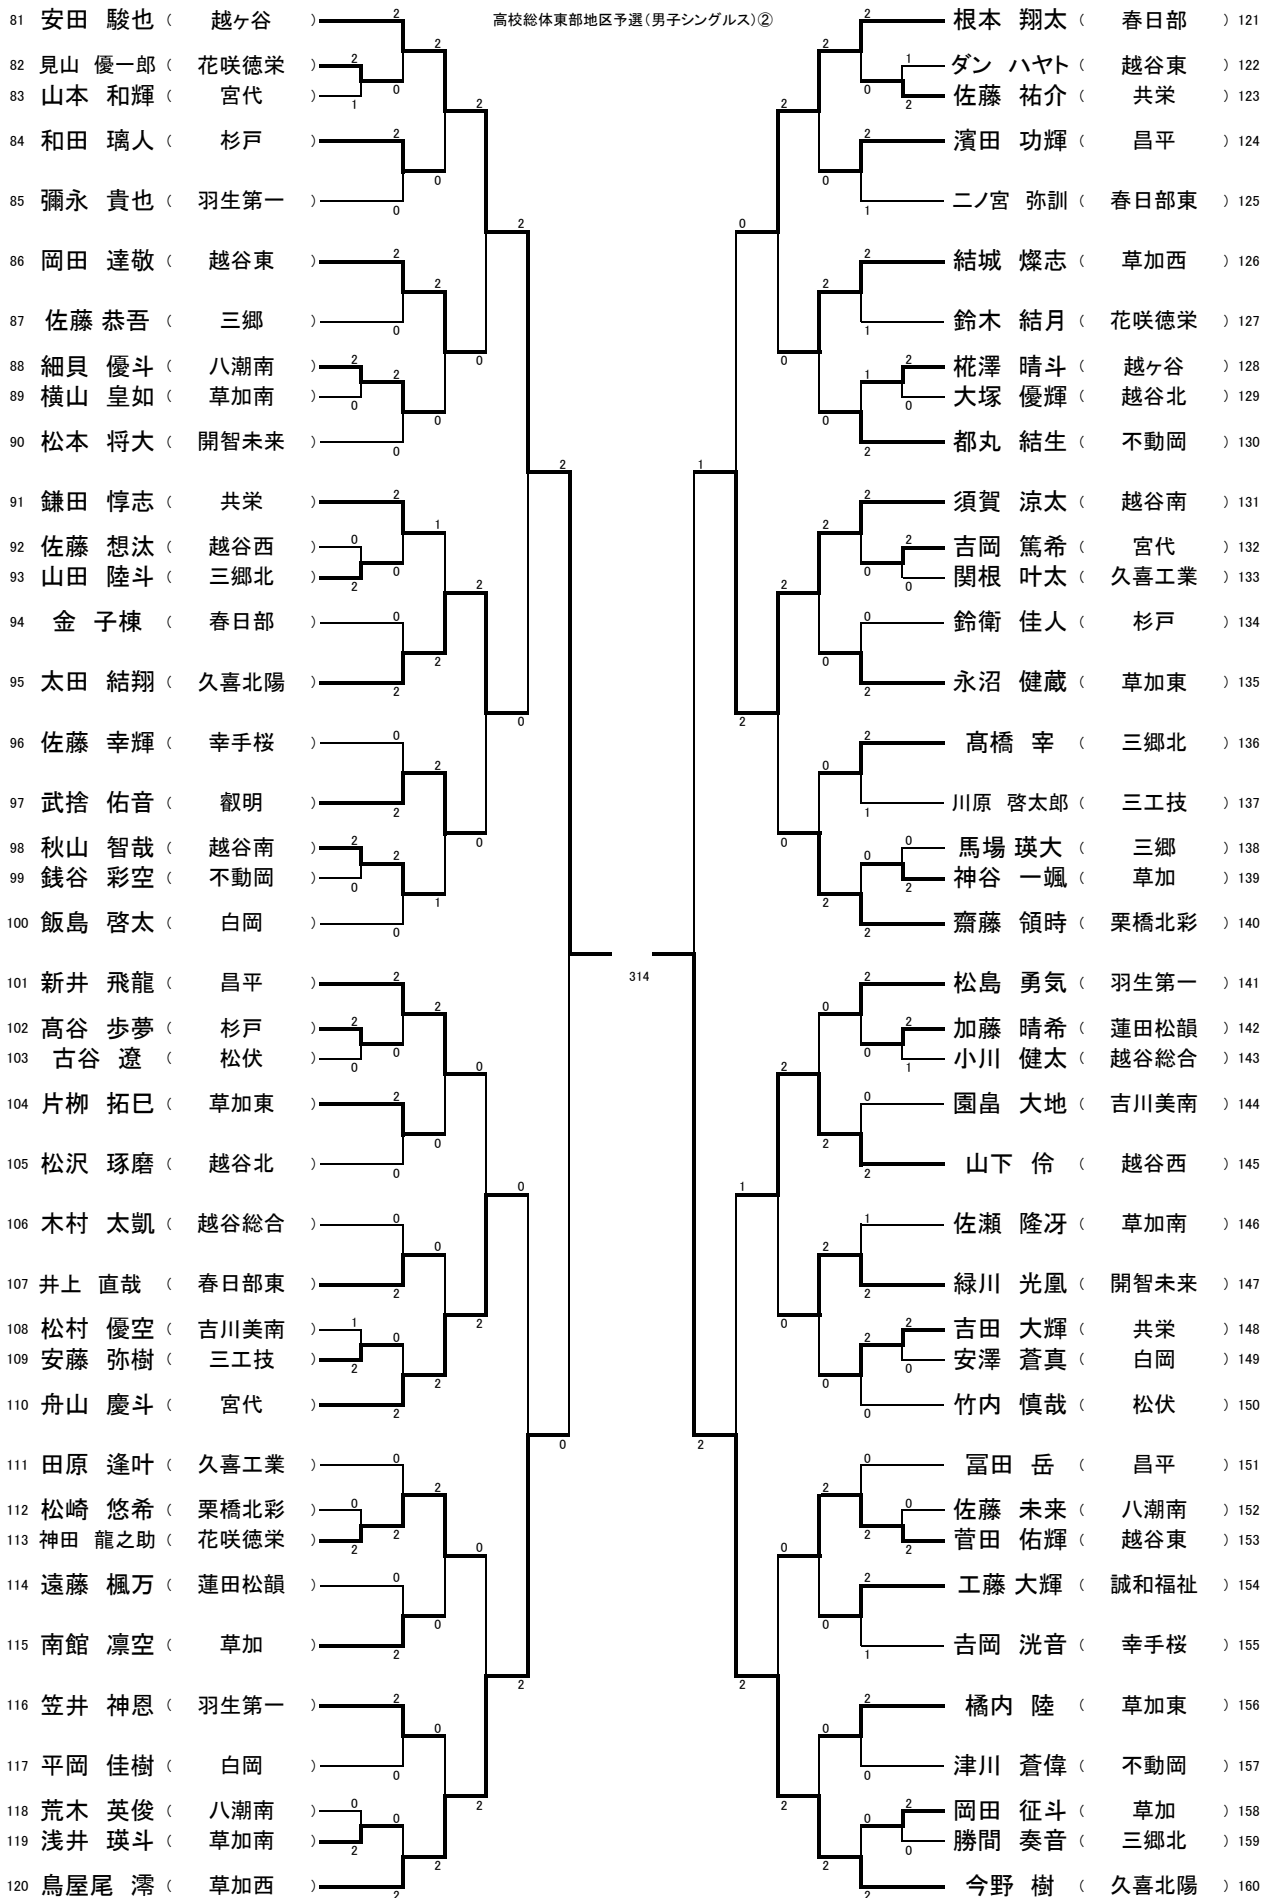 高校総体東部地区予選（男子シングルス）②
81 安田 駿也（ 越ヶ谷 ）
82 見山 優一郎（ 花咲徳栄 ）
83 山本 和輝（ 宮代 ）
84 和田 璃人（ 杉戸 ）
85 彌永 貴也（ 羽生第一 ）
86 岡田 達敬（ 越谷東 ）
87 佐藤 恭吾（ 三郷 ）
88 細貝 優斗（ 八潮南 ）
89 横山 皇如（ 草加南 ）
90 松本 将大（ 開智未来 ）
91 鎌田 惇志（ 共栄 ）
92 佐藤 想汰（ 越谷西 ）
93 山田 陸斗（ 三郷北 ）
94 金 子棟（ 春日部 ）
95 太田 結翔（ 久喜北陽 ）
96 佐藤 幸輝（ 幸手桜 ）
97 武捨 佑音（ 叡明 ）
98 秋山 智哉（ 越谷南 ）
99 銭谷 彩空（ 不動岡 ）
100 飯島 啓太（ 白岡 ）
101 新井 飛龍（ 昌平 ）
102 髙谷 歩夢（ 杉戸 ）
103 古谷 遼（ 松伏 ）
104 片栁 拓巳（ 草加東 ）
105 松沢 琢磨（ 越谷北 ）
106 木村 太凱（ 越谷総合 ）
107 井上 直哉（ 春日部東 ）
108 松村 優空（ 吉川美南 ）
109 安藤 弥樹（ 三工技 ）
110 舟山 慶斗（ 宮代 ）
111 田原 逢叶（ 久喜工業 ）
112 松崎 悠希（ 栗橋北彩 ）
113 神田 龍之助（ 花咲徳栄 ）
114 遠藤 楓万（ 蓮田松韻 ）
115 南館 凛空（ 草加 ）
116 笠井 神恩（ 羽生第一 ）
117 平岡 佳樹（ 白岡 ）
118 荒木 英俊（ 八潮南 ）
119 浅井 瑛斗（ 草加南 ）
120 鳥屋尾 澪（ 草加西 ）
314
根本 翔太（ 春日部 ）121
ダン ハヤト（ 越谷東 ）122
佐藤 祐介（ 共栄 ）123
濱田 功輝（ 昌平 ）124
二ノ宮 弥訓（ 春日部東 ）125
結城 燦志（ 草加西 ）126
鈴木 結月（ 花咲徳栄 ）127
椛澤 晴斗（ 越ヶ谷 ）128
大塚 優輝（ 越谷北 ）129
都丸 結生（ 不動岡 ）130
須賀 涼太（ 越谷南 ）131
吉岡 篤希（ 宮代 ）132
関根 叶太（ 久喜工業 ）133
鈴衛 佳人（ 杉戸 ）134
永沼 健蔵（ 草加東 ）135
髙橋 宰（ 三郷北 ）136
川原 啓太郎（ 三工技 ）137
馬場 瑛大（ 三郷 ）138
神谷 一颯（ 草加 ）139
齋藤 領時（ 栗橋北彩 ）140
松島 勇気（ 羽生第一 ）141
加藤 晴希（ 蓮田松韻 ）142
小川 健太（ 越谷総合 ）143
園畠 大地（ 吉川美南 ）144
山下 伶（ 越谷西 ）145
佐瀬 隆冴（ 草加南 ）146
緑川 光凰（ 開智未来 ）147
吉田 大輝（ 共栄 ）148
安澤 蒼真（ 白岡 ）149
竹内 慎哉（ 松伏 ）150
冨田 岳（ 昌平 ）151
佐藤 未来（ 八潮南 ）152
菅田 佑輝（ 越谷東 ）153
工藤 大輝（ 誠和福祉 ）154
吉岡 洸音（ 幸手桜 ）155
橘内 陸（ 草加東 ）156
津川 蒼偉（ 不動岡 ）157
岡田 征斗（ 草加 ）158
勝間 奏音（ 三郷北 ）159
今野 樹（ 久喜北陽 ）160